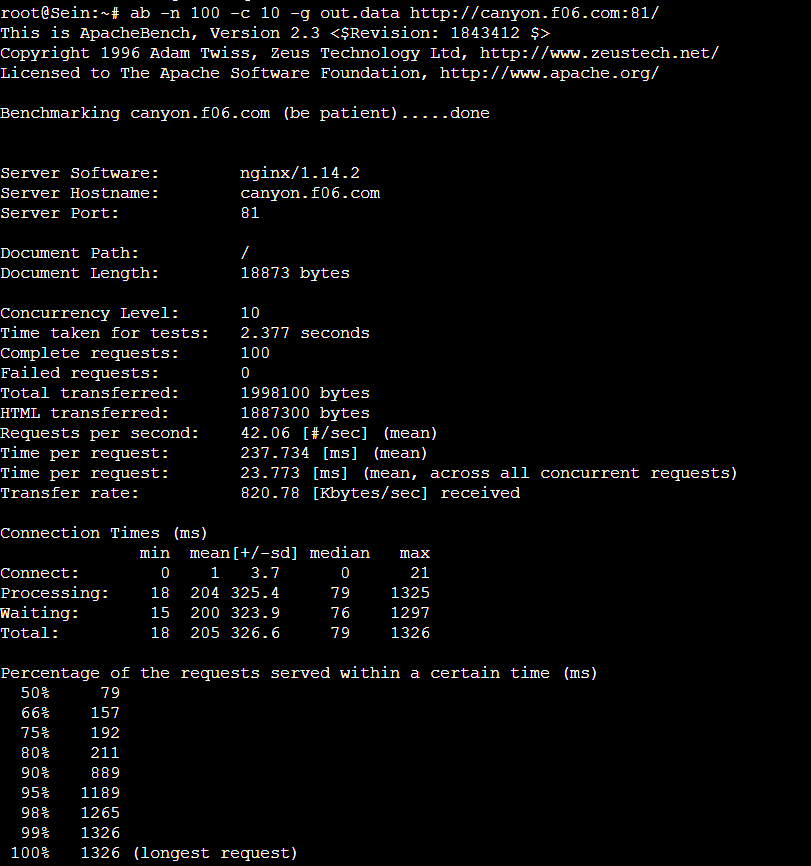 root@Sein:~# ab -n 100 -c 10 -g out.data http://canyon.f06.com:81/
This is ApacheBench, Version 2.3 <$Revision: 1843412 $>
Copyright 1996 Adam Twiss, Zeus Technology Ltd, http://www.zeustech.net/
Licensed to The Apache Software Foundation, http://www.apache.org/

Benchmarking canyon.f06.com (be patient).....done


Server Software:        nginx/1.14.2
Server Hostname:        canyon.f06.com
Server Port:            81

Document Path:          /
Document Length:        18873 bytes

Concurrency Level:      10
Time taken for tests:   2.377 seconds
Complete requests:      100
Failed requests:        0
Total transferred:      1998100 bytes
HTML transferred:       1887300 bytes
Requests per second:    42.06 [#/sec] (mean)
Time per request:       237.734 [ms] (mean)
Time per request:       23.773 [ms] (mean, across all concurrent requests)
Transfer rate:          820.78 [Kbytes/sec] received

Connection Times (ms)
              min  mean[+/-sd] median   max
Connect:        0    1   3.7      0      21
Processing:    18  204 325.4     79    1325
Waiting:       15  200 323.9     76    1297
Total:         18  205 326.6     79    1326

Percentage of the requests served within a certain time (ms)
  50%     79
  66%    157
  75%    192
  80%    211
  90%    889
  95%   1189
  98%   1265
  99%   1326
 100%   1326 (longest request)